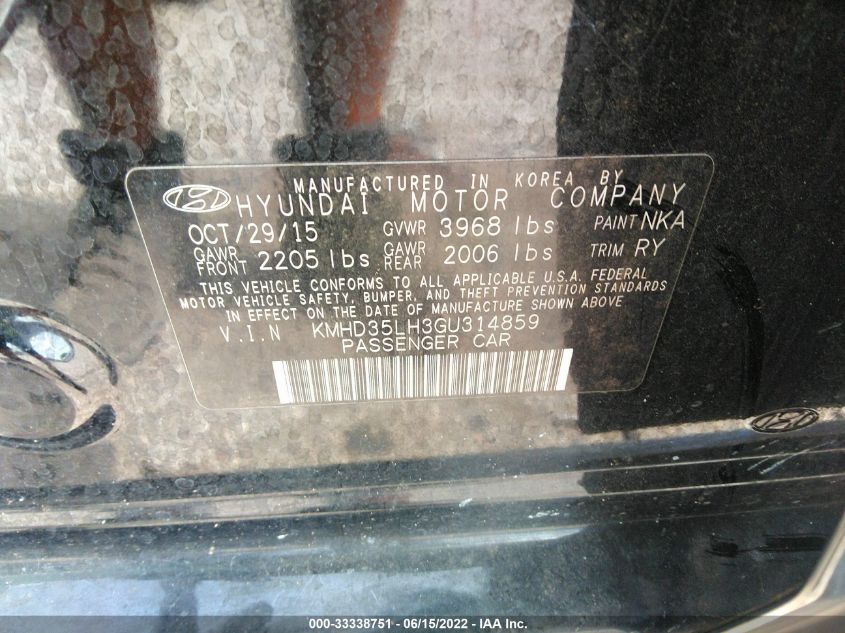 MANUFACTURED IN KOREA BY
HYUNDAI MOTOR COMPANY
OCT/29/15 GVWR 3968 lbs PAINT NKA
GAWR FRONT 2205 lbs GAWR REAR 2006 lbs TRIM RY
THIS VEHICLE CONFORMS TO ALL APPLICABLE U.S.A. FEDERAL
MOTOR VEHICLE SAFETY, BUMPER, AND THEFT PREVENTION STANDARDS
IN EFFECT ON THE DATE OF MANUFACTURE SHOWN ABOVE
V.I.N KMHD35LH3GU314859
PASSENGER CAR
000-33338751 - 06/15/2022 - IAA Inc.